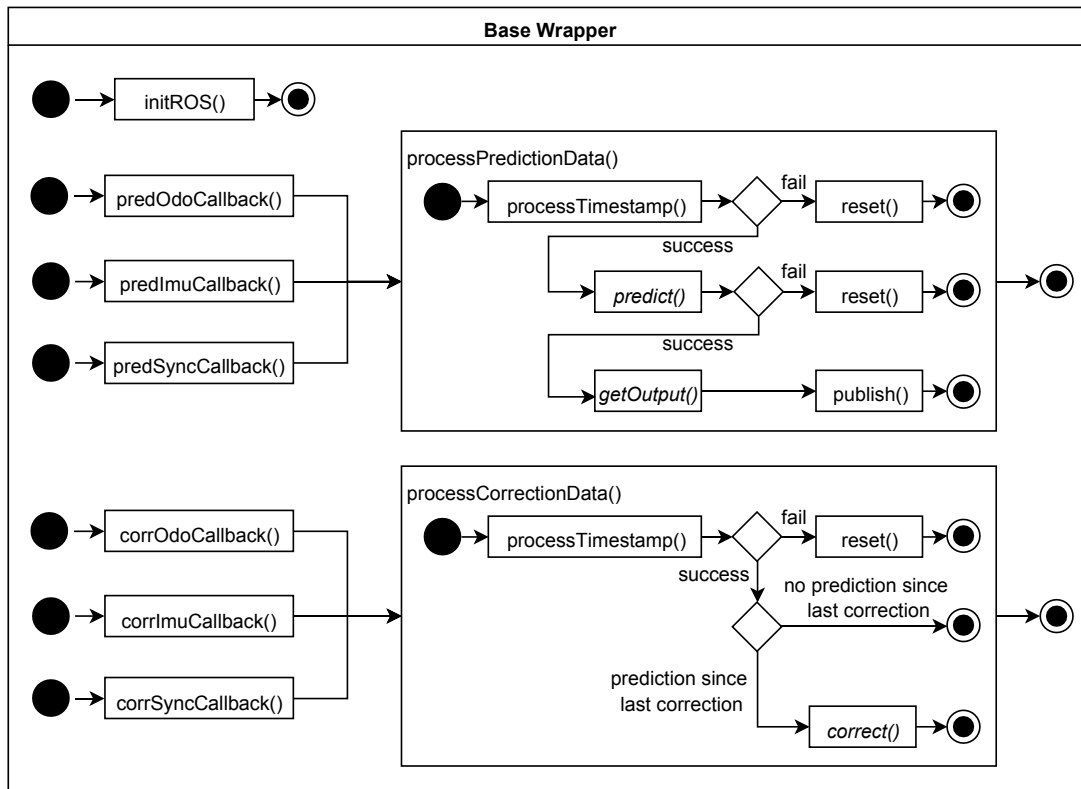 Base Wrapper
initROS()
processPredictionData()
predOdoCallback()
processTimestamp()
fail
reset()
success
predImuCallback()
predict()
fail
reset()
success
predSyncCallback()
getOutput()
publish()
processCorrectionData()
corrOdoCallback()
processTimestamp()
fail
reset()
success
no prediction since
last correction
corrImuCallback()
prediction since
last correction
corrSyncCallback()
correct()